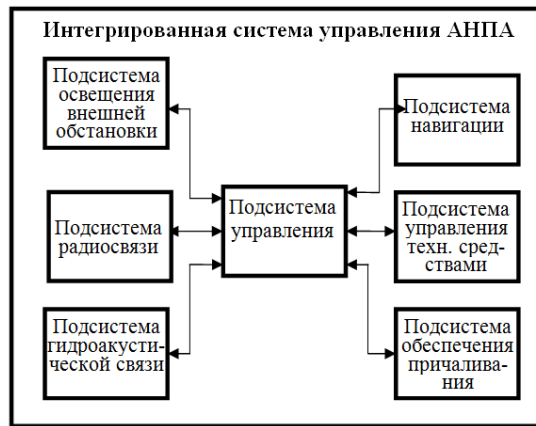 Интегрированная система управления АНПА
Подсистема
освещения
внешней
обстановки
Подсистема
навигации
Подсистема
управления
Подсистема
радиосвязи
Подсистема
управления
техн. сред-
ствами
Подсистема
гидроакусти-
ческой связи
Подсистема
обеспечения
причалива-
ния